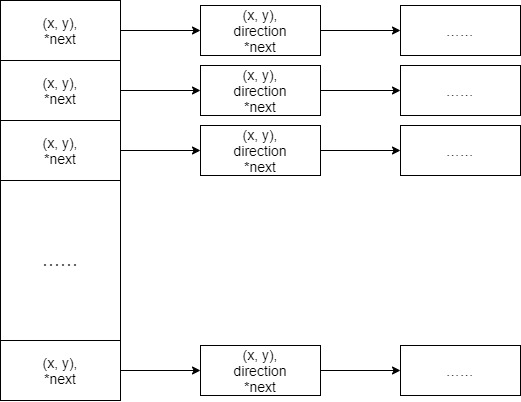 (x, y),
*next
(x, y),
direction
*next
……
(x, y),
*next
(x, y),
direction
*next
……
(x, y),
*next
(x, y),
direction
*next
……
……
(x, y),
*next
(x, y),
direction
*next
……